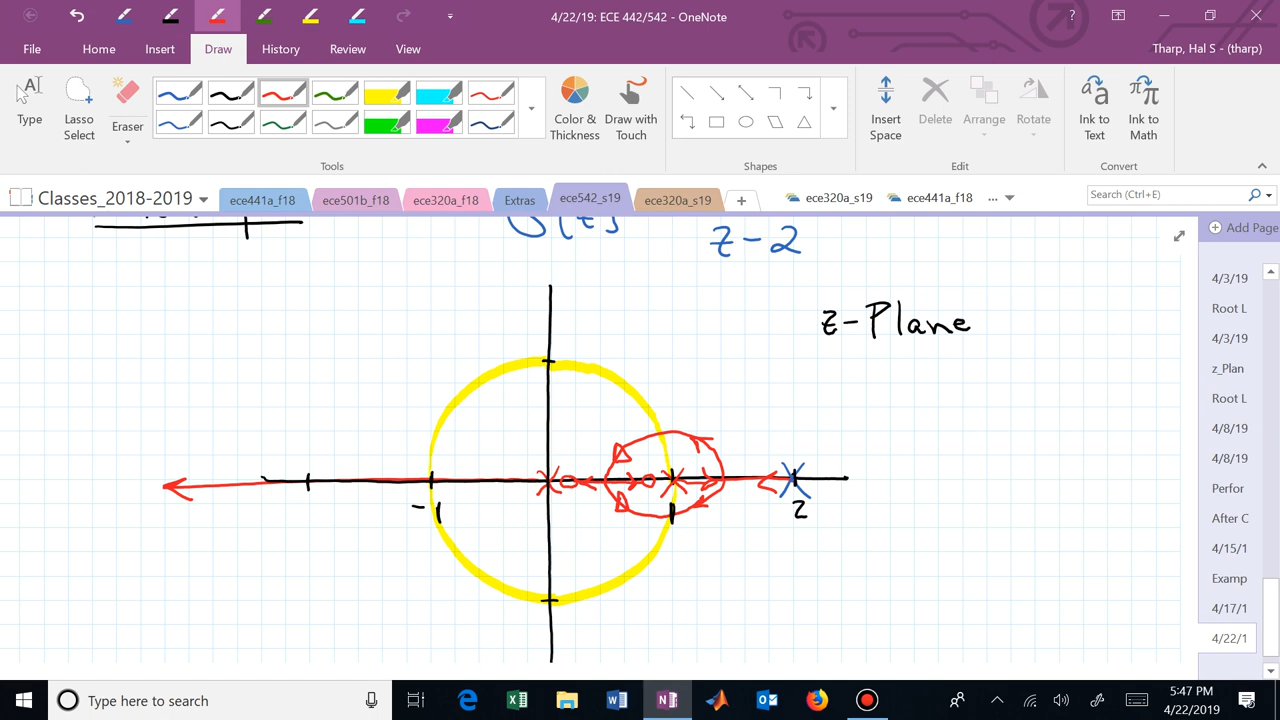 4/22/19: ECE 442/542 - OneNote
File Home Insert Draw History Review View
Tharp, Hal S - (tharp)
Type
Lasso Select
Eraser
Color & Thickness
Draw with Touch
Insert Space
Delete
Arrange
Rotate
Ink to Text
Ink to Math
Tools
Shapes
Edit
Convert
Classes_2018-2019
ece441a_f18
ece501b_f18
ece320a_f18
Extras
ece542_s19
ece320a_s19
ece320a_s19
ece441a_f18
Search (Ctrl+E)
z-2
z-Plane
-1
1
2
Add Page
4/3/19
Root L
4/3/19
z_Plan
Root L
4/8/19
4/8/19
Perfor
After C
4/15/1
Examp
4/17/1
4/22/1
Type here to search
5:47 PM
4/22/2019